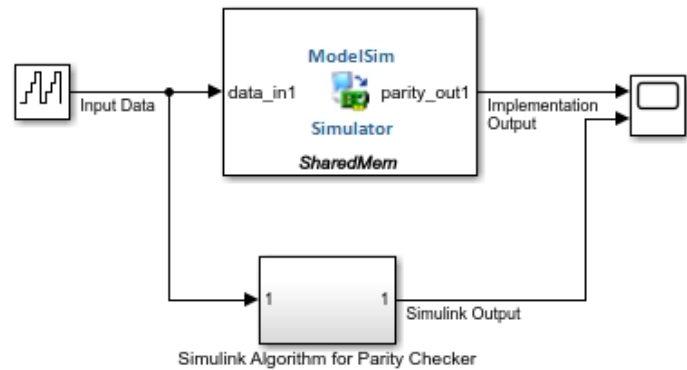 ModelSim
data_in1
parity_out1
Simulator
SharedMem
Input Data
Implementation
Output
1
1
Simulink Output
Simulink Algorithm for Parity Checker